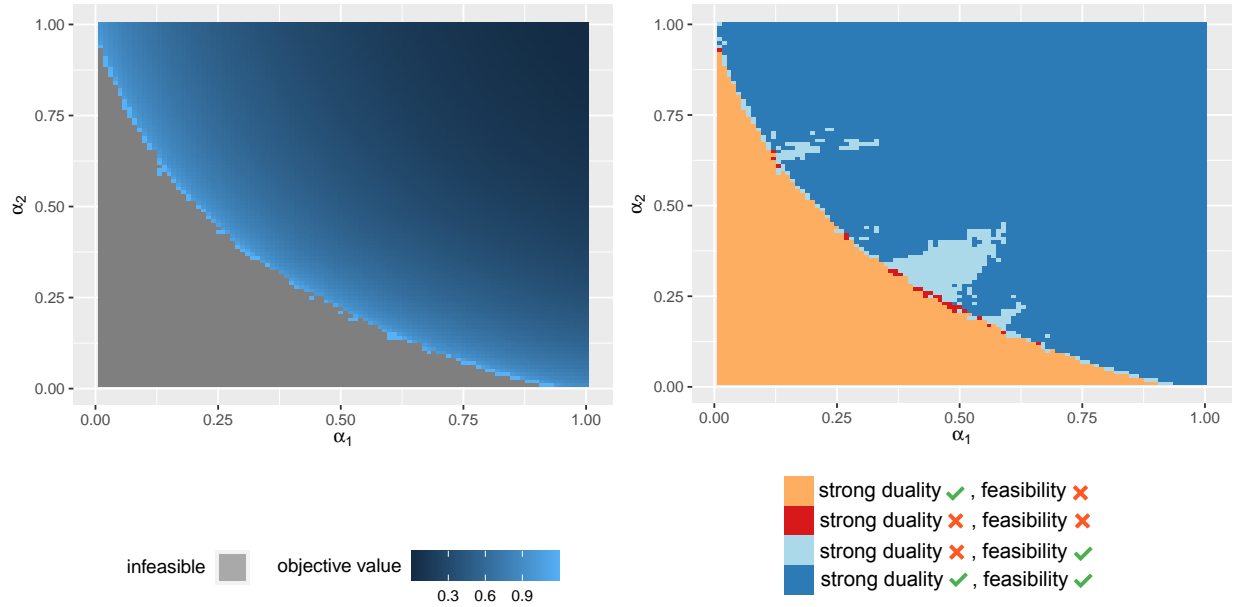 1.00
0.75
0.50
0.25
0.00
α2
0.00
0.25
0.50
0.75
1.00
α1
infeasible
objective value
0.3 0.6 0.9
1.00
0.75
0.50
0.25
0.00
α2
0.00
0.25
0.50
0.75
1.00
α1
strong duality ✓ , feasibility ✗
strong duality ✗ , feasibility ✗
strong duality ✗ , feasibility ✓
strong duality ✓ , feasibility ✓